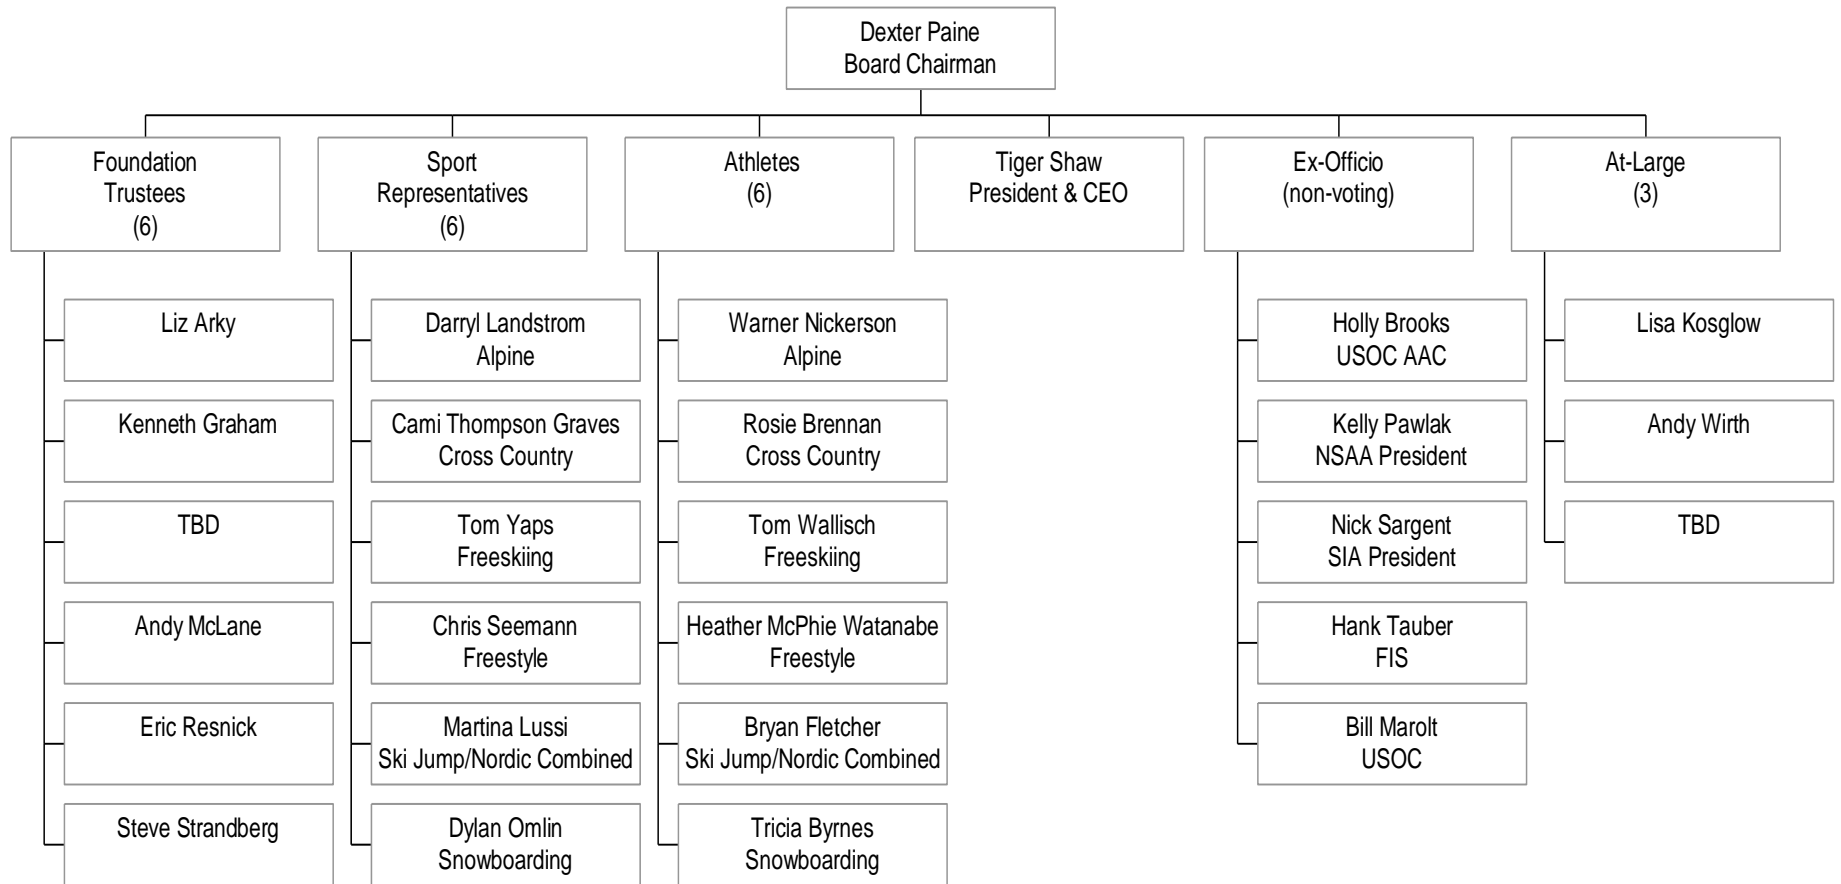 Dexter Paine
Board Chairman
Foundation
Trustees
(6)
Sport
Representatives
(6)
Athletes
(6)
Tiger Shaw
President & CEO
Ex-Officio
(non-voting)
At-Large
(3)
Liz Arky
Kenneth Graham
TBD
Andy McLane
Eric Resnick
Steve Strandberg
Darryl Landstrom
Alpine
Cami Thompson Graves
Cross Country
Tom Yaps
Freeskiing
Chris Seemann
Freestyle
Martina Lussi
Ski Jump/Nordic Combined
Dylan Omlin
Snowboarding
Warner Nickerson
Alpine
Rosie Brennan
Cross Country
Tom Wallisch
Freeskiing
Heather McPhie Watanabe
Freestyle
Bryan Fletcher
Ski Jump/Nordic Combined
Tricia Byrnes
Snowboarding
Holly Brooks
USOC AAC
Kelly Pawlak
NSAA President
Nick Sargent
SIA President
Hank Tauber
FIS
Bill Marolt
USOC
Lisa Kosglow
Andy Wirth
TBD